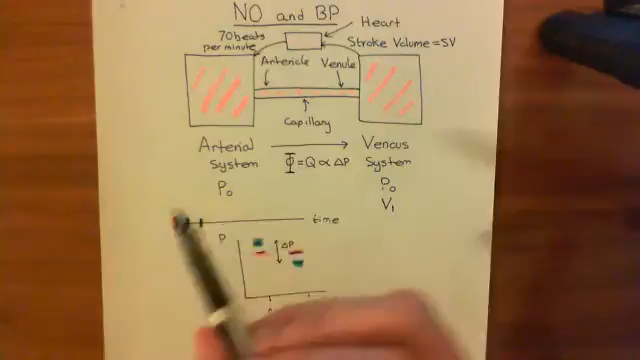 NO and BP
Heart
70 beats
per minute
Stroke Volume = SV
Arteriole
Venule
Capillary
Arterial
System
Φ = Q ∝ ΔP
Venous
System
P₀
P₀
V₁
time
P
ΔP